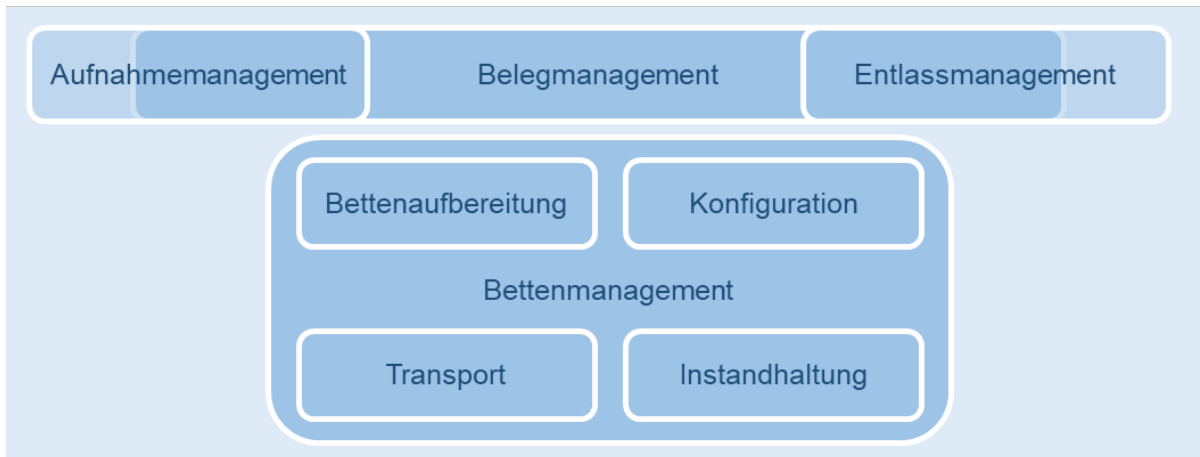 Aufnahmemanagement Belegmanagement Entlassmanagement
Bettenaufbereitung Konfiguration
Bettenmanagement
Transport Instandhaltung